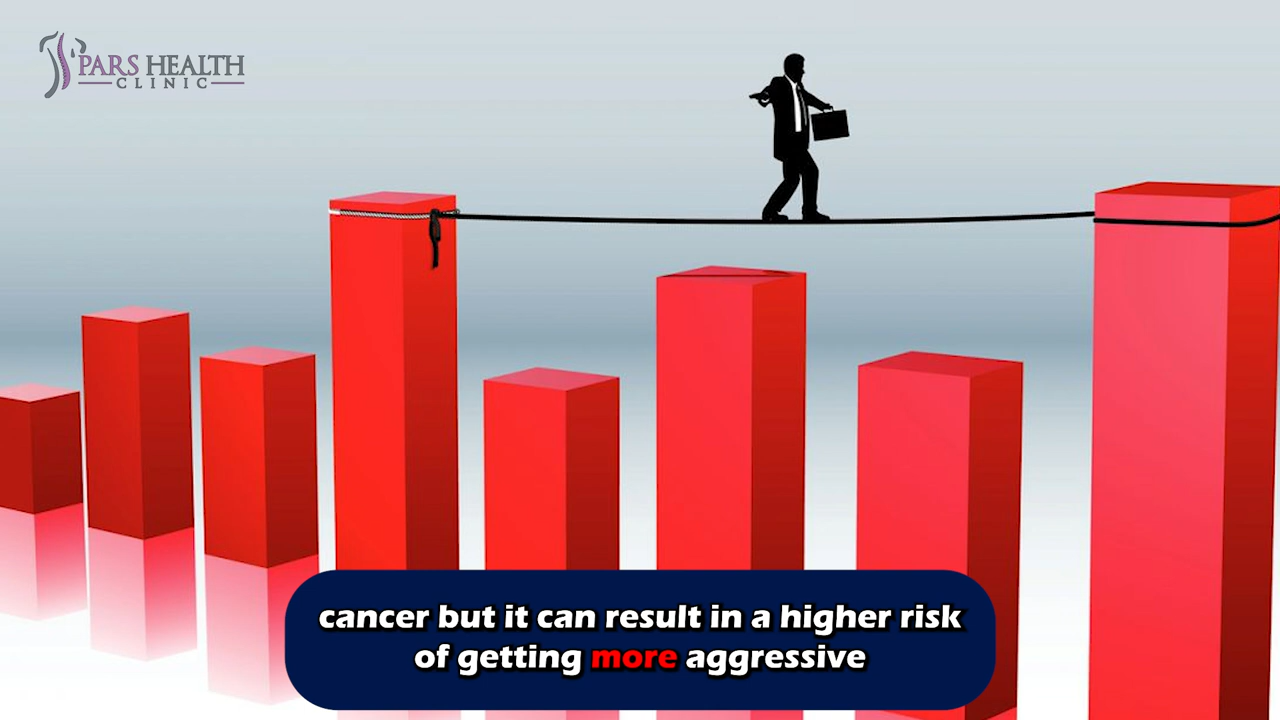 PARS HEALTH
CLINIC
cancer but it can result in a higher risk
of getting more aggressive